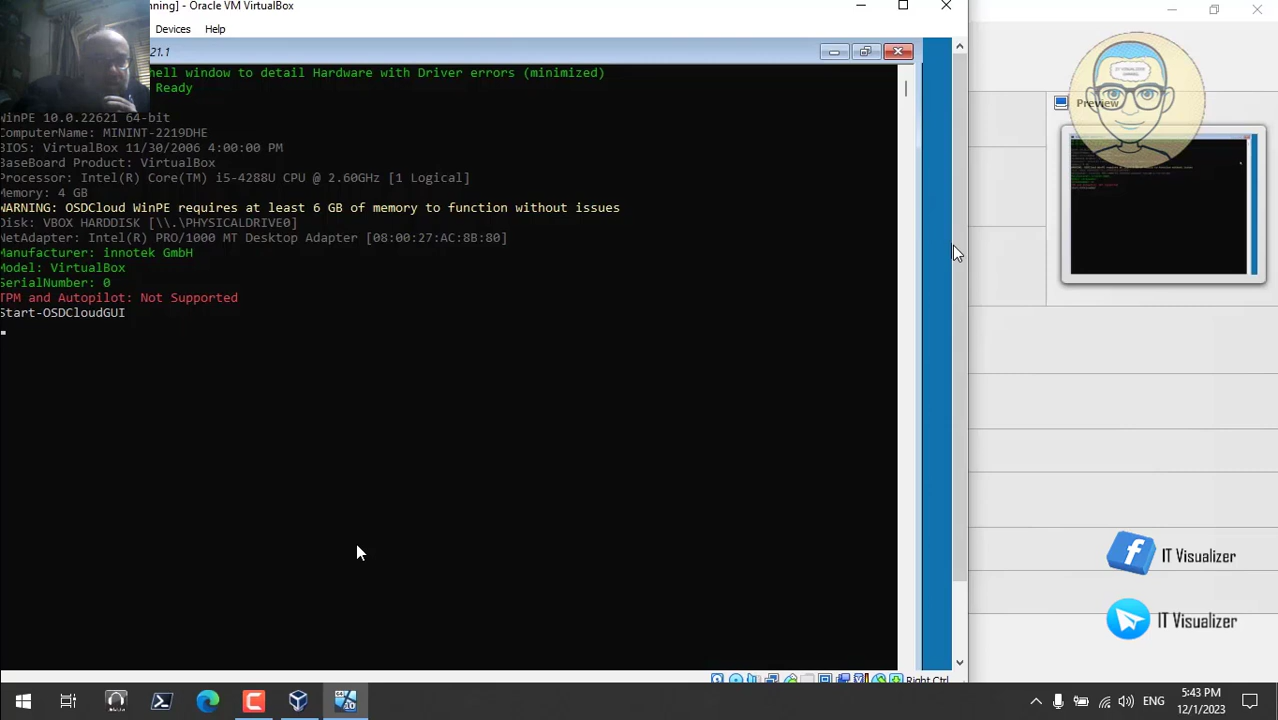 nning] - Oracle VM VirtualBox
Devices
Help
21.1
hell window to detail Hardware with Driver errors (minimized)
Ready
WinPE 10.0.22621 64-bit
ComputerName: MININT-2219DHE
BIOS: VirtualBox 11/30/2006 4:00:00 PM
BaseBoard Product: VirtualBox
Processor: Intel(R) Core(TM) i5-4288U CPU @ 2.60GHz [1 Logical]
Memory: 4 GB
WARNING: OSDCloud WinPE requires at least 6 GB of memory to function without issues
Disk: VBOX HARDDISK [\\.\PHYSICALDRIVE0]
NetAdapter: Intel(R) PRO/1000 MT Desktop Adapter [08:00:27:AC:8B:80]
Manufacturer: innotek GmbH
Model: VirtualBox
SerialNumber: 0
TPM and Autopilot: Not Supported
Start-OSDCloudGUI
IT VISUALIZER
Preview
IT Visualizer
IT Visualizer
Right Ctrl
ENG
5:43 PM
12/1/2023